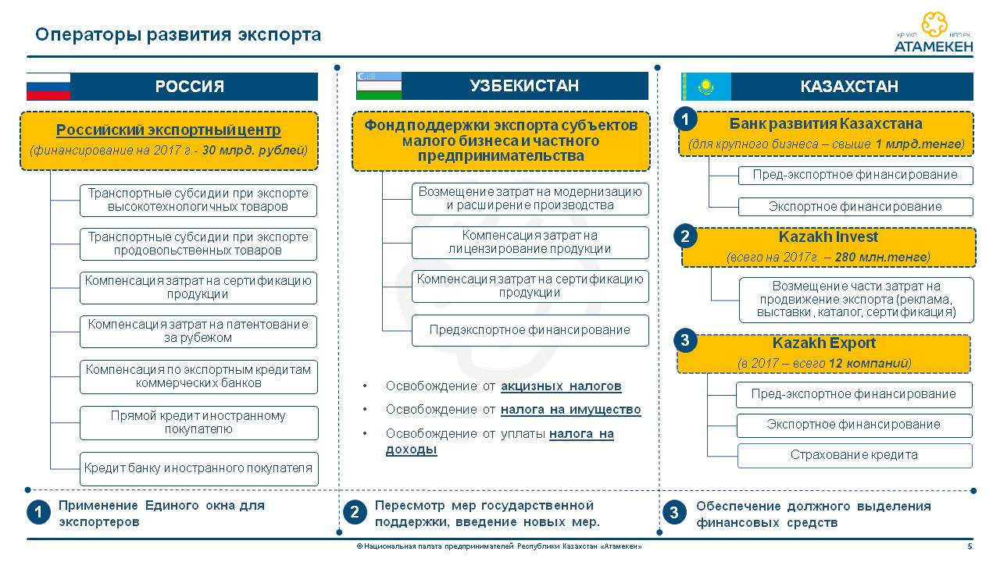 Операторы развития экспорта
ҚР ҰКП НПП РК
АТАМЕКЕН
РОССИЯ
Российский экспортный центр
(финансирование на 2017 г.- 30 млрд. рублей)
Транспортные субсидии при экспорте
высокотехнологичных товаров
Транспортные субсидии при экспорте
продовольственных товаров
Компенсация затрат на сертификацию
продукции
Компенсация затрат на патентование
за рубежом
Компенсация по экспортным кредитам
коммерческих банков
Прямой кредит иностранному
покупателю
Кредит банку иностранного покупателя
УЗБЕКИСТАН
Фонд поддержки экспорта субъектов
малого бизнеса и частного
предпринимательства
Возмещение затрат на модернизацию
и расширение производства
Компенсация затрат на
лицензирование продукции
Компенсация затрат на сертификацию
продукции
Предэкспортное финансирование
• Освобождение от акцизных налогов
• Освобождение от налога на имущество
• Освобождение от уплаты налога на
доходы
КАЗАХСТАН
1
Банк развития Казахстана
(для крупного бизнеса – свыше 1 млрд.тенге)
Пред-экспортное финансирование
Экспортное финансирование
2
Kazakh Invest
(всего на 2017г. – 280 млн.тенге)
Возмещение части затрат на
продвижение экспорта (реклама,
выставки, каталог, сертификация)
3
Kazakh Export
(в 2017 – всего 12 компаний)
Пред-экспортное финансирование
Экспортное финансирование
Страхование кредита
1
Применение Единого окна для
экспортеров
2
Пересмотр мер государственной
поддержки, введение новых мер.
3
Обеспечение должного выделения
финансовых средств
© Национальная палата предпринимателей Республики Казахстан «Атамекен»
5